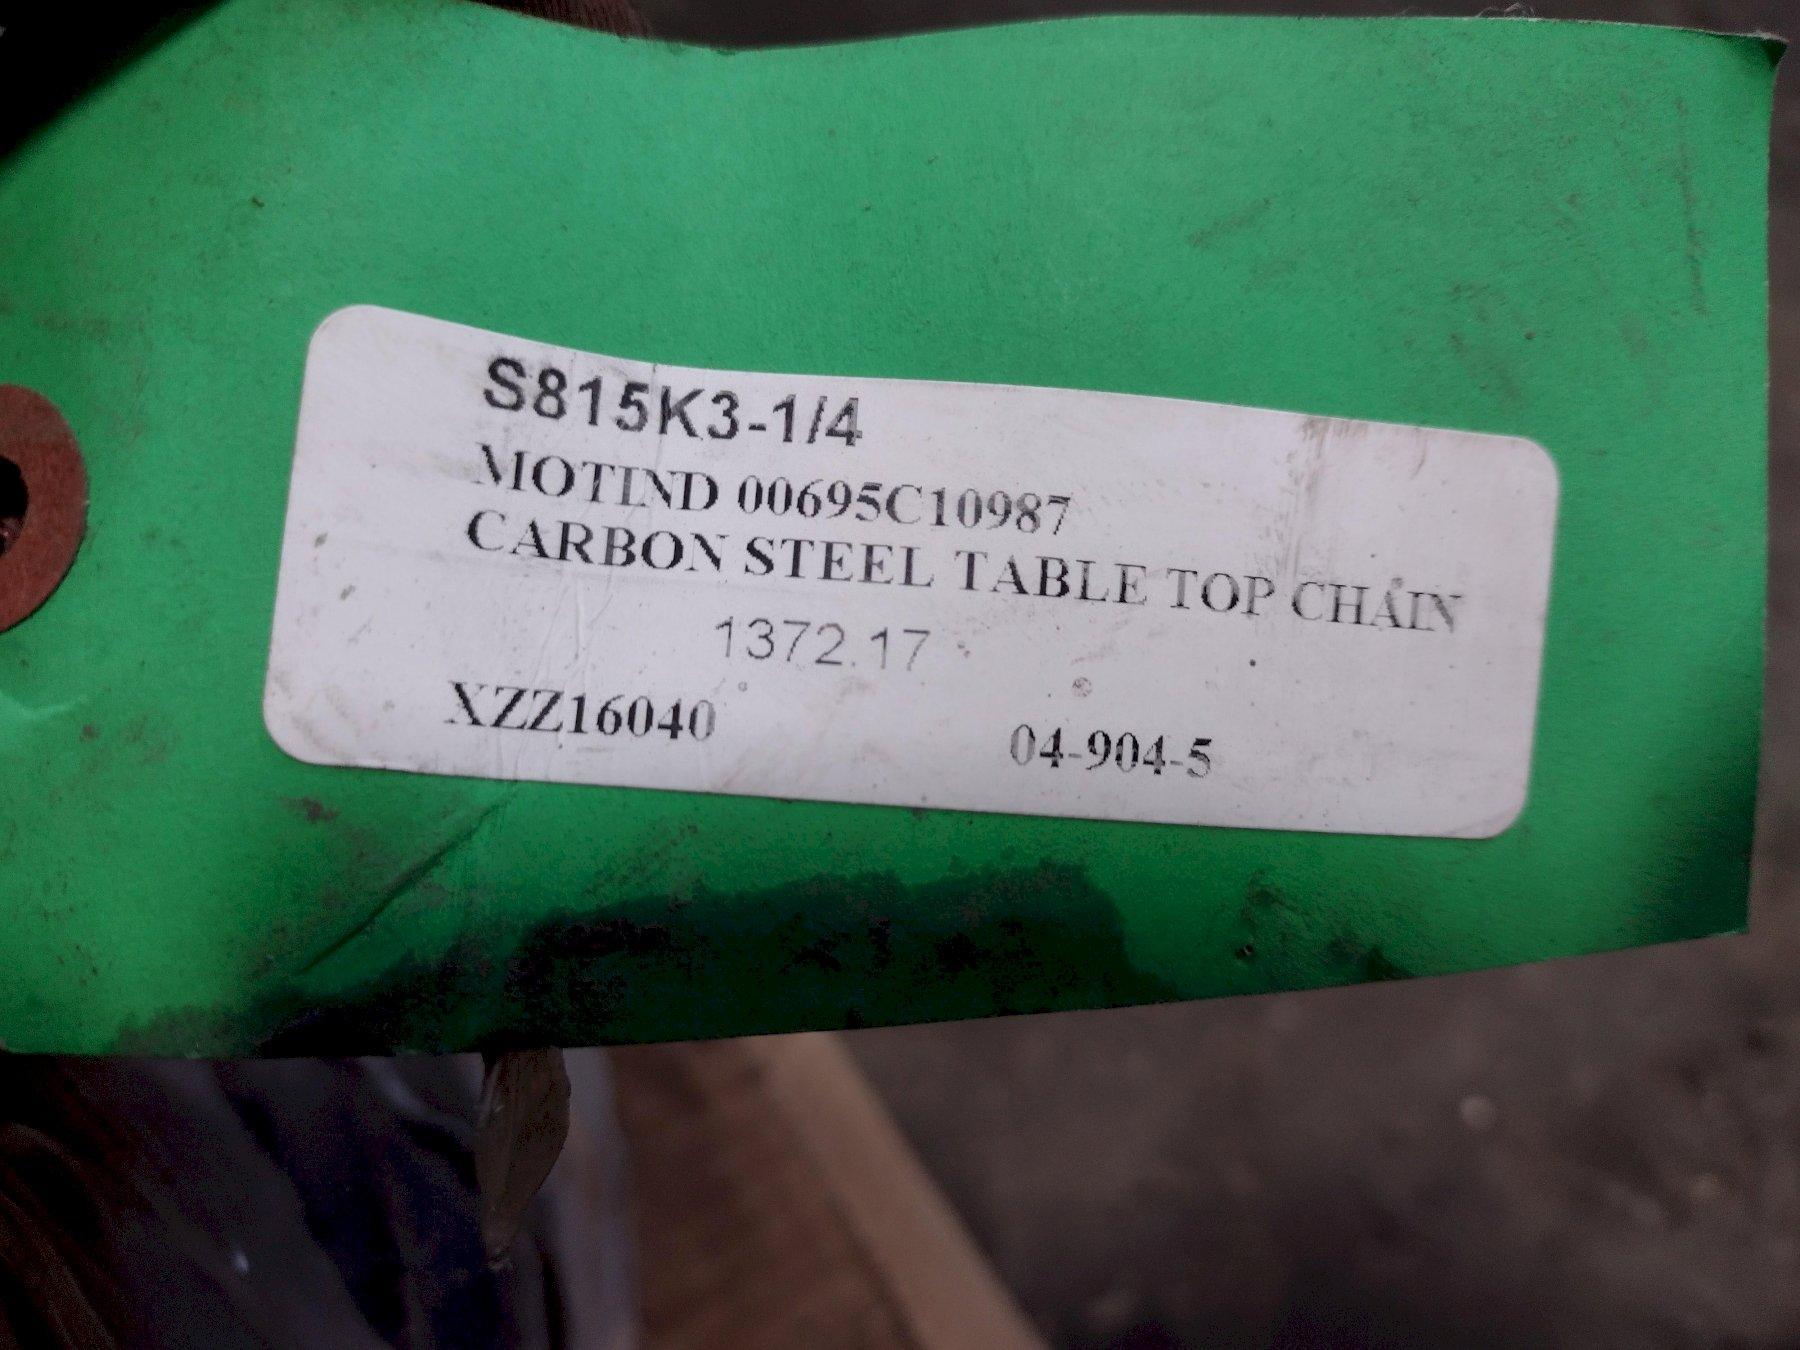 S815K3-1/4
MOTIND 00695C10987
CARBON STEEL TABLE TOP CHAIN
1372.17
XZZ16040 04-904-5